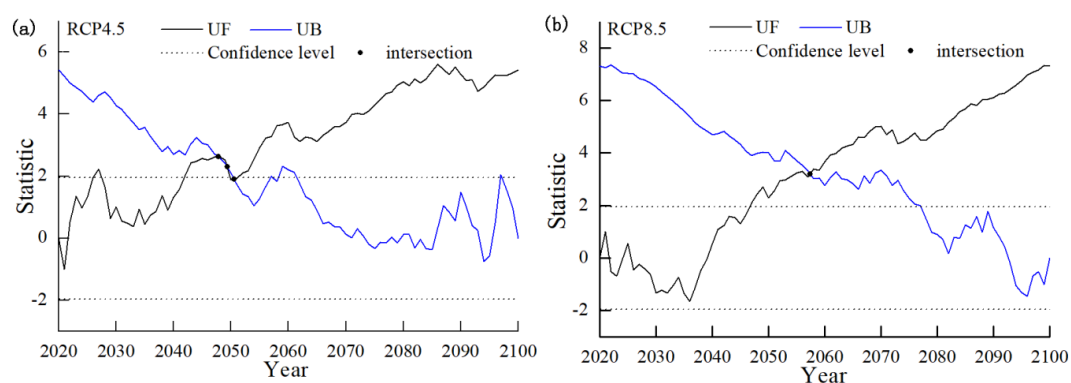 (a)
RCP4.5
UF
UB
Confidence level
intersection
6
4
2
0
-2
Statistic
2020 2030 2040 2050 2060 2070 2080 2090 2100
Year
(b)
RCP8.5
UF
UB
Confidence level
intersection
8
6
4
2
0
-2
Statistic
2020 2030 2040 2050 2060 2070 2080 2090 2100
Year